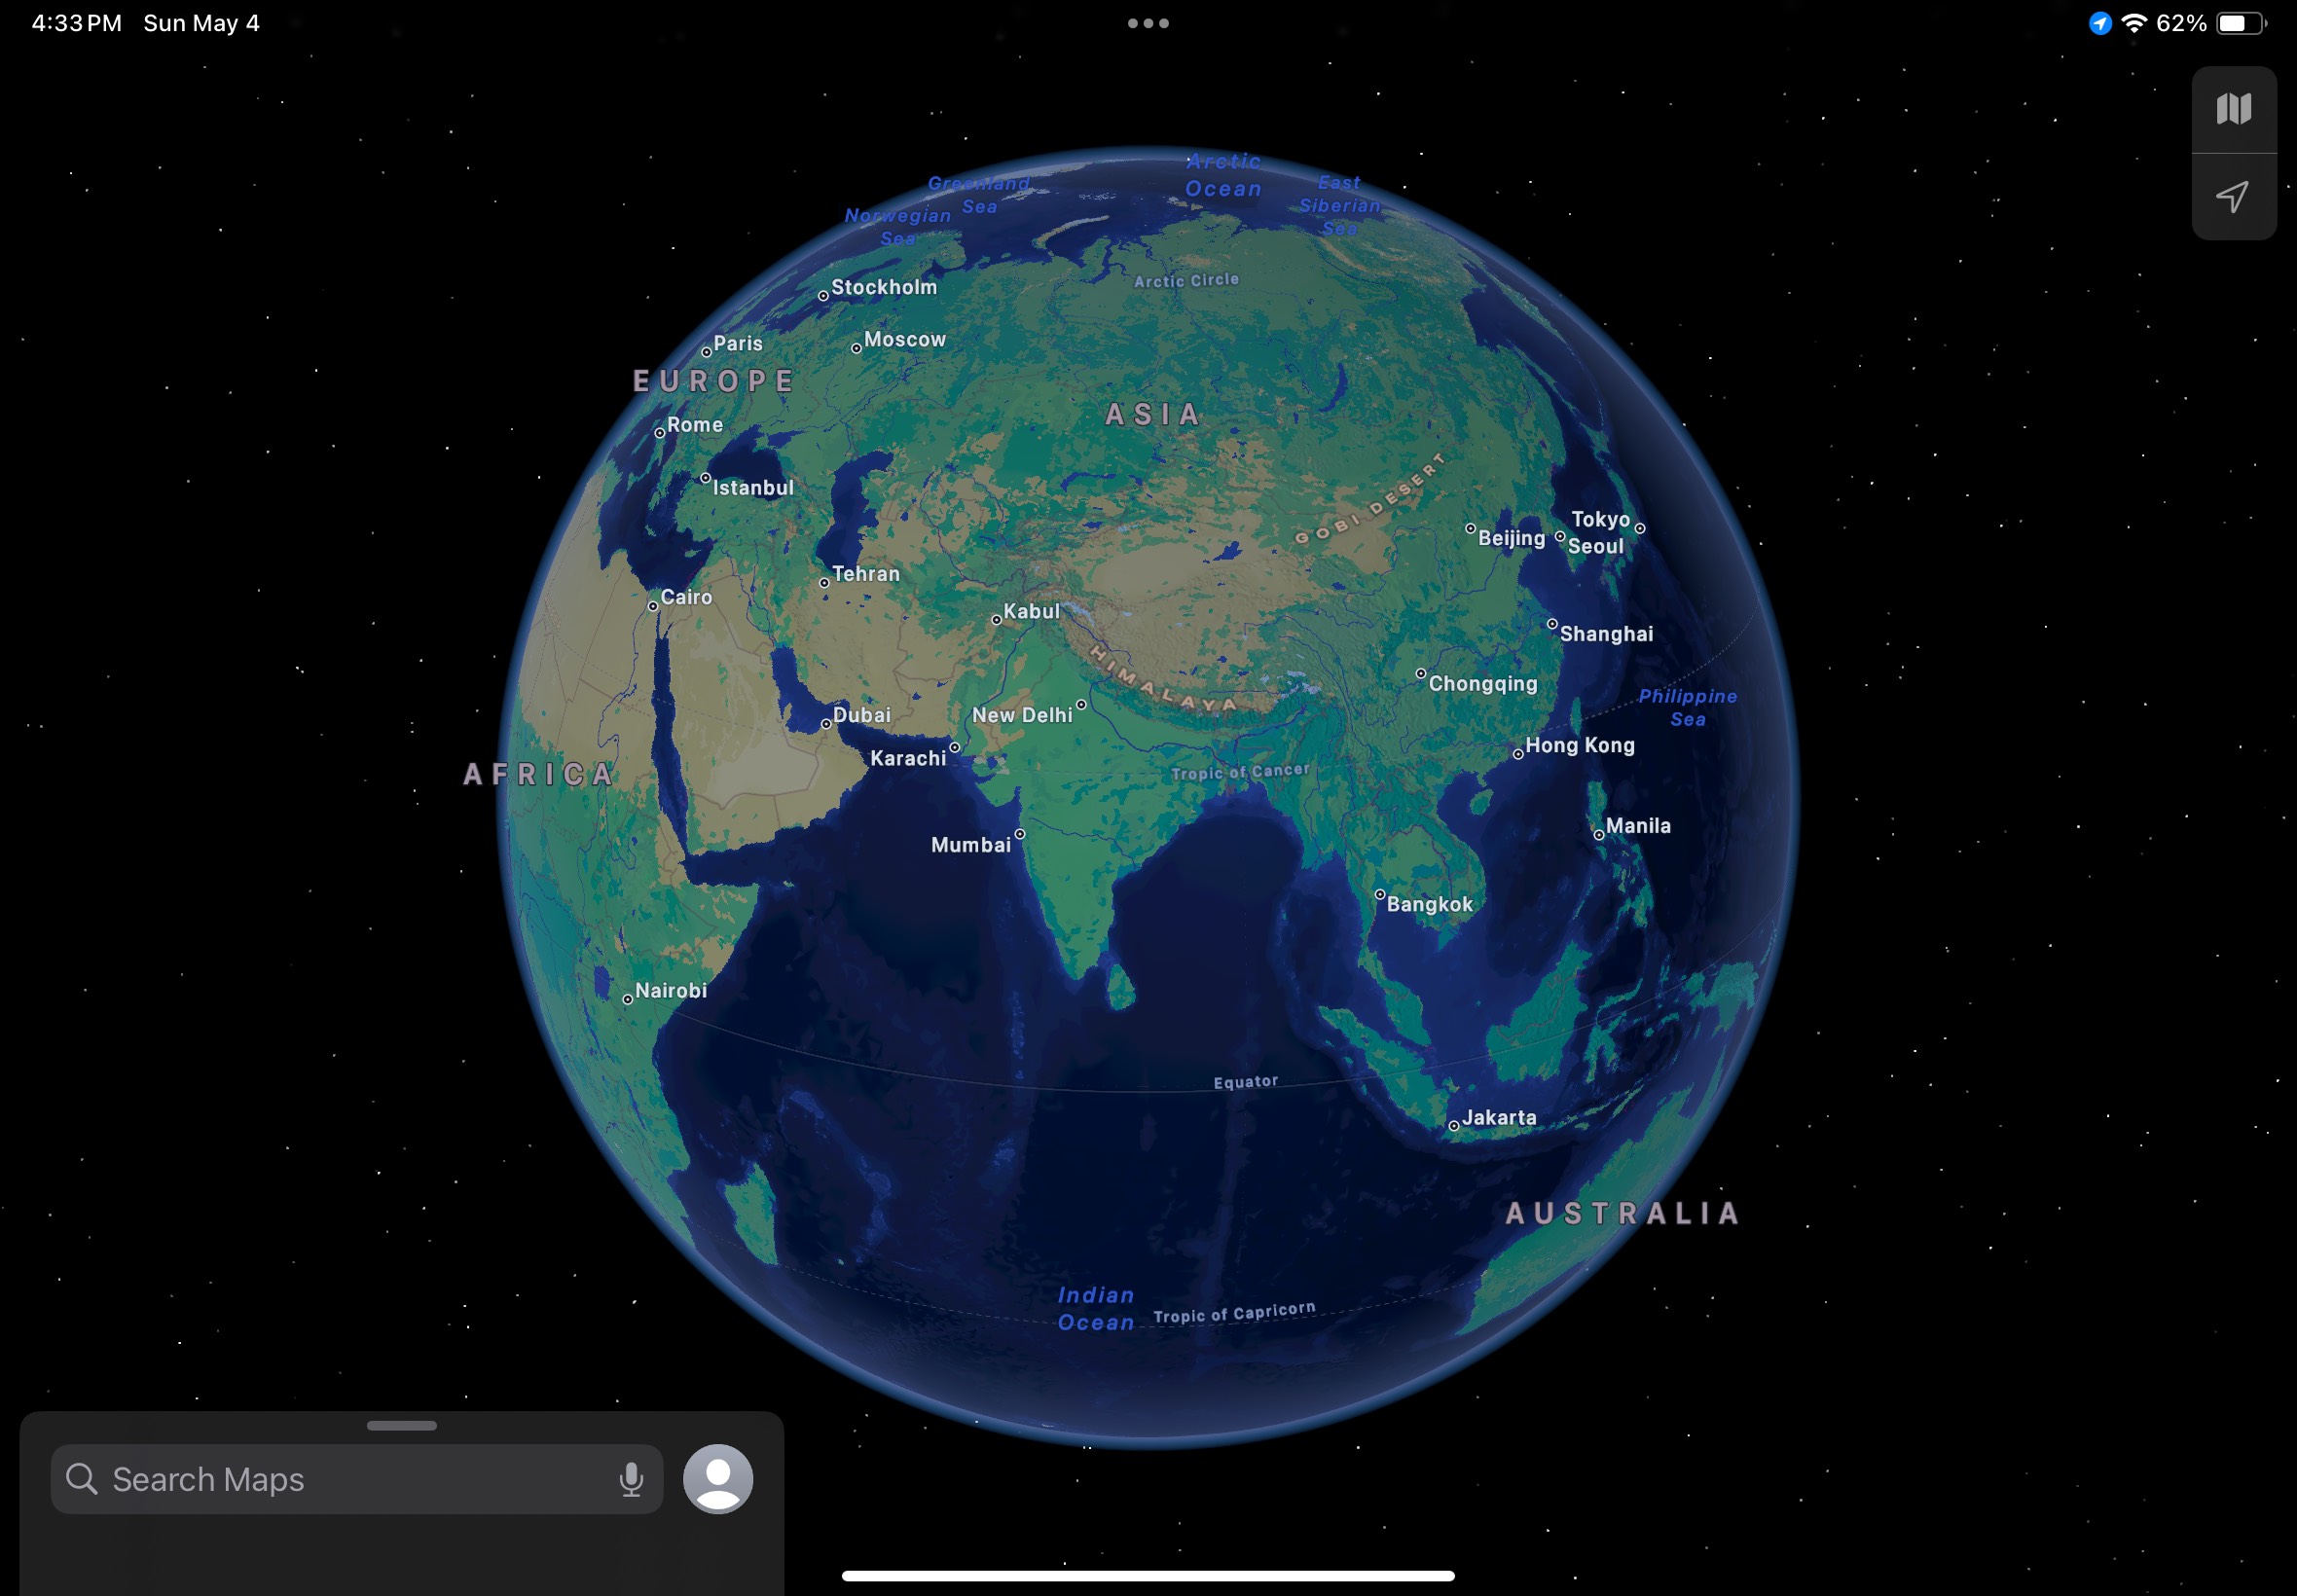 4:33 PM Sun May 4
62%
Arctic
Ocean
Greenland
Sea
East
Siberian
Sea
Norwegian
Sea
Arctic Circle
Stockholm
Moscow
Paris
EUROPE
ASIA
Rome
GOBI DESERT
Istanbul
Tokyo
Beijing
Seoul
Tehran
Cairo
Kabul
Shanghai
HIMALAYA
Chongqing
Philippine
Sea
New Delhi
Dubai
Hong Kong
Karachi
AFRICA
Tropic of Cancer
Manila
Mumbai
Bangkok
Nairobi
Equator
Jakarta
AUSTRALIA
Indian
Ocean
Tropic of Capricorn
Search Maps